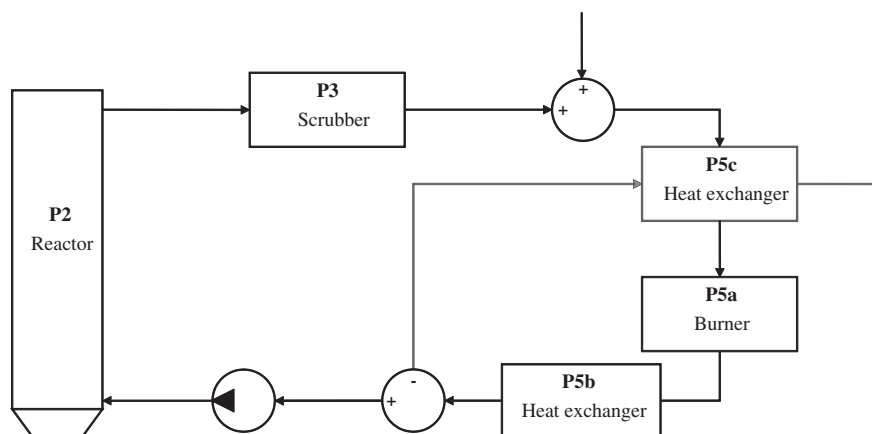 P3
Scrubber
+
+
P5c
Heat exchanger
P2
Reactor
P5a
Burner
-
+
P5b
Heat exchanger